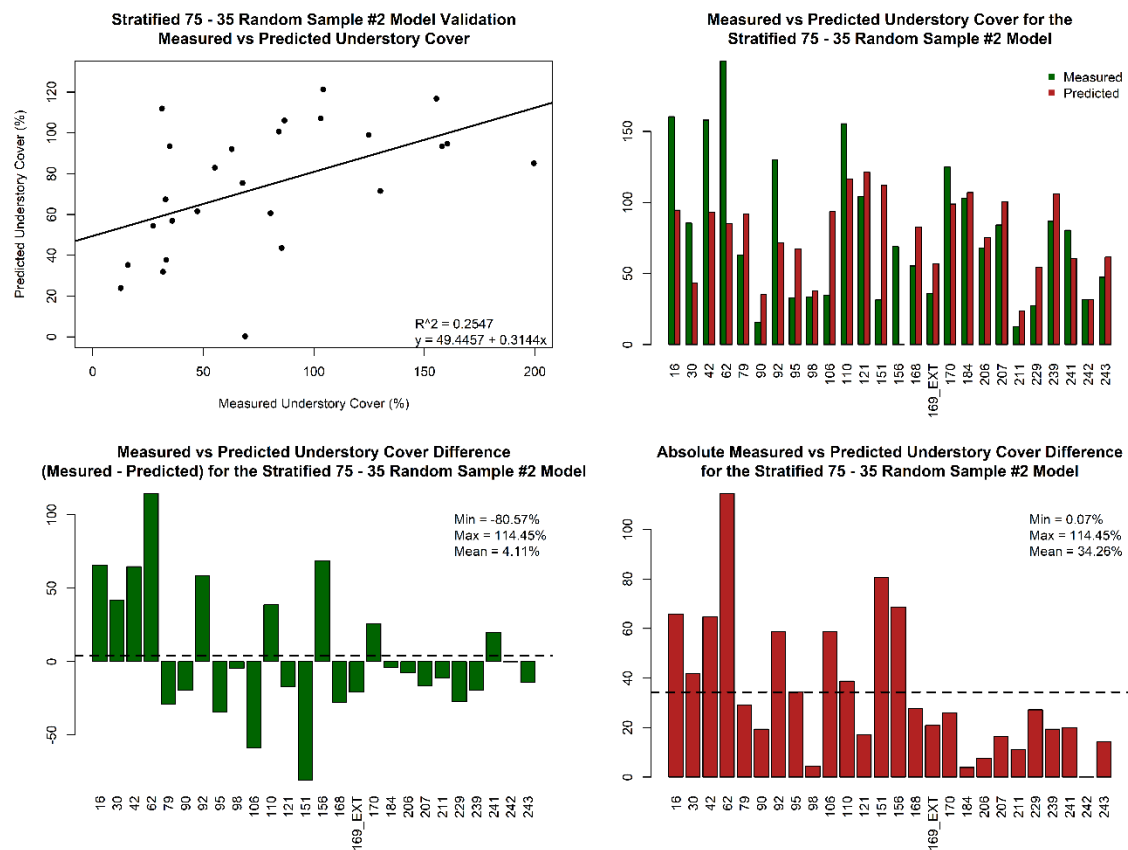 Stratified 75 - 35 Random Sample #2 Model Validation
Measured vs Predicted Understory Cover
Predicted Understory Cover (%)
120
100
80
60
40
20
0
R^2 = 0.2547
y = 49.4457 + 0.3144x
0 50 100 150 200
Measured Understory Cover (%)
Measured vs Predicted Understory Cover for the
Stratified 75 - 35 Random Sample #2 Model
Measured
Predicted
150
100
50
0
16 30 42 62 79 90 92 95 98 106 110 121 151 156 168 169_EXT 170 184 206 207 211 229 239 241 242 243
Measured vs Predicted Understory Cover Difference
(Mesured - Predicted) for the Stratified 75 - 35 Random Sample #2 Model
Min = -80.57%
Max = 114.45%
Mean = 4.11%
100
50
0
-50
16 30 42 62 79 90 92 95 98 106 110 121 151 156 168 169_EXT 170 184 206 207 211 229 239 241 242 243
Absolute Measured vs Predicted Understory Cover Difference
for the Stratified 75 - 35 Random Sample #2 Model
Min = 0.07%
Max = 114.45%
Mean = 34.26%
100
80
60
40
20
0
16 30 42 62 79 90 92 95 98 106 110 121 151 156 168 169_EXT 170 184 206 207 211 229 239 241 242 243